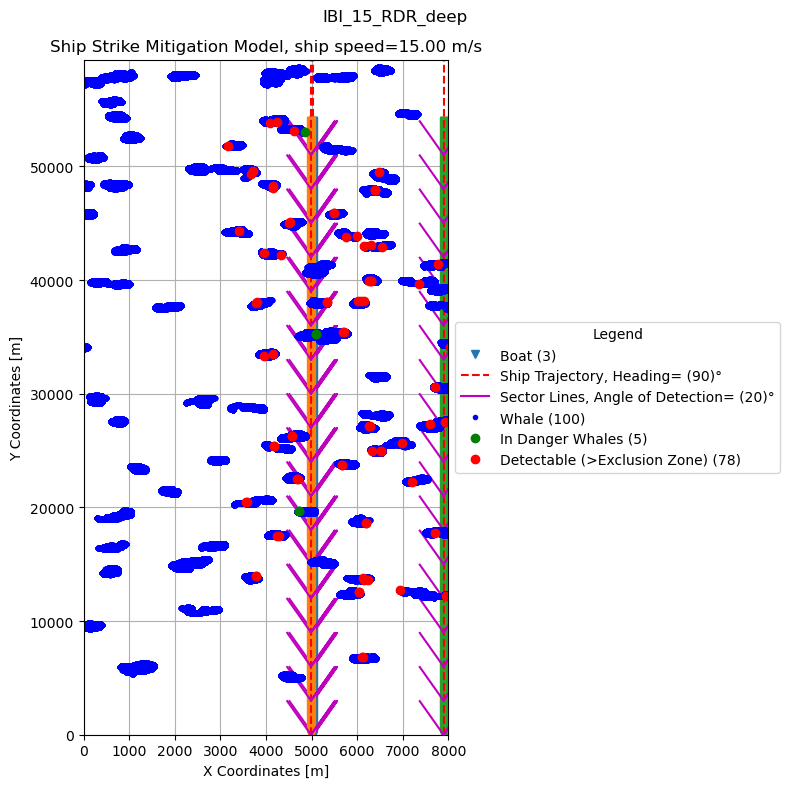 IBI_15_RDR_deep
Ship Strike Mitigation Model, ship speed=15.00 m/s
50000
40000
30000
20000
10000
0
Y Coordinates [m]
0 1000 2000 3000 4000 5000 6000 7000 8000
X Coordinates [m]
Legend
Boat (3)
Ship Trajectory, Heading= (90)°
Sector Lines, Angle of Detection= (20)°
Whale (100)
In Danger Whales (5)
Detectable (>Exclusion Zone) (78)